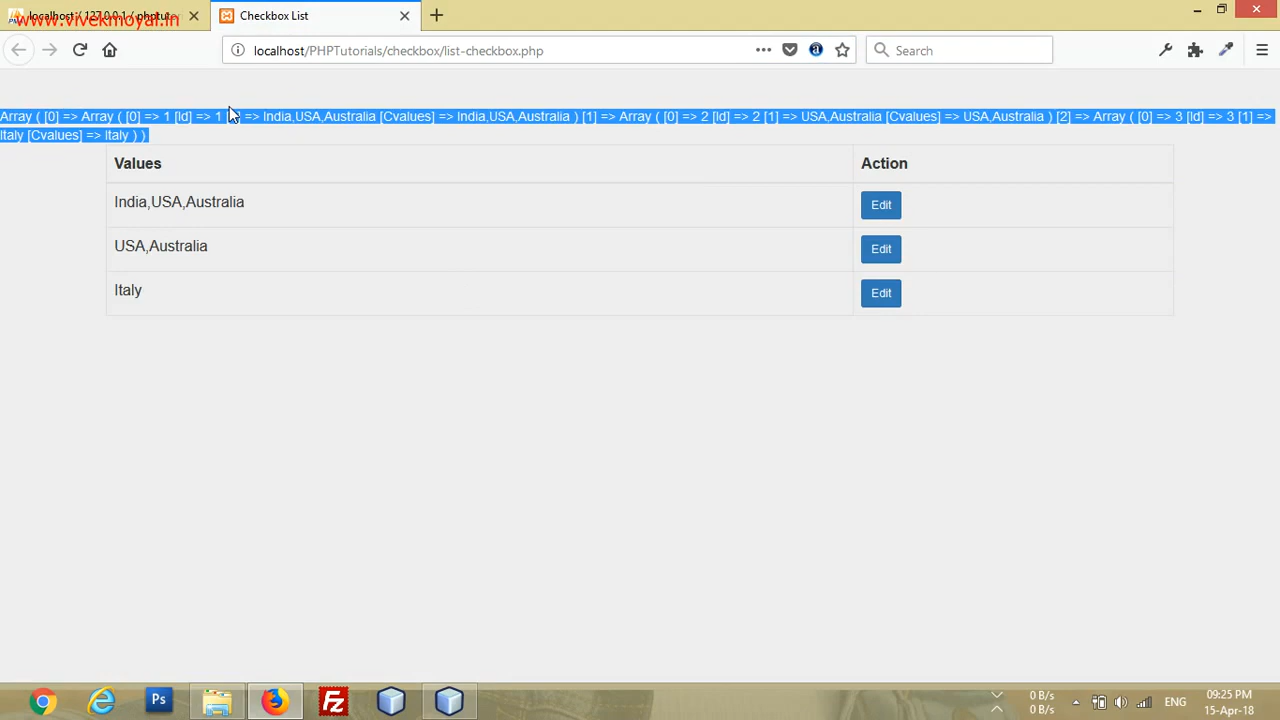 localhost / 127.0.0.1 / phptute
www.vivekmoyal.in
Checkbox List
localhost/PHPTutorials/checkbox/list-checkbox.php
Search
Array ( [0] => Array ( [0] => 1 [Id] => 1 => India,USA,Australia [Cvalues] => India,USA,Australia ) [1] => Array ( [0] => 2 [Id] => 2 [1] => USA,Australia [Cvalues] => USA,Australia ) [2] => Array ( [0] => 3 [Id] => 3 [1] =>
Italy [Cvalues] => Italy ) )
Values Action
India,USA,Australia Edit
USA,Australia Edit
Italy Edit
Ps
Fz
0 B/s
0 B/s
ENG
09:25 PM
15-Apr-18